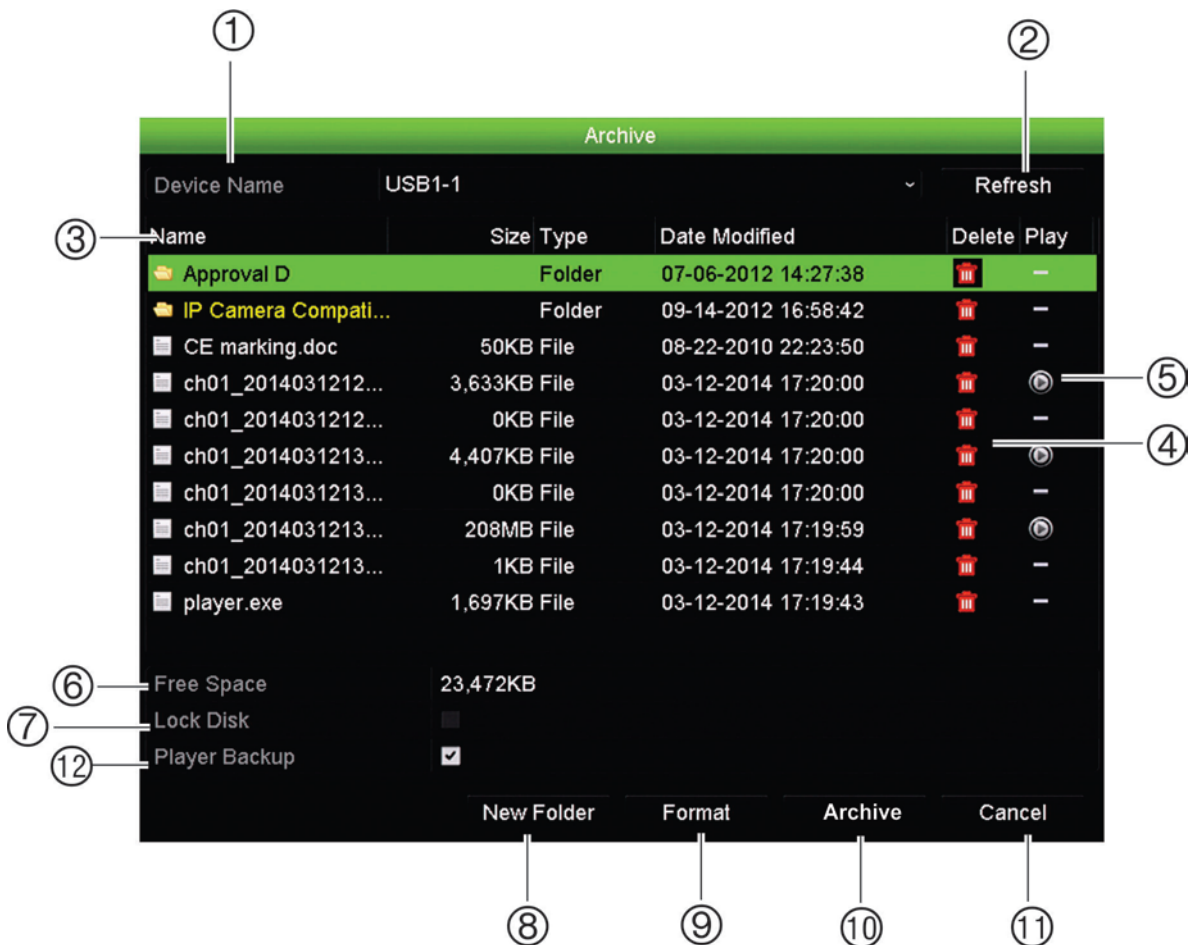 ① ②
Archive
Device Name USB1-1 Refresh
③ Name Size Type Date Modified Delete Play
Approval D Folder 07-06-2012 14:27:38
IP Camera Compati... Folder 09-14-2012 16:58:42
CE marking.doc 50KB File 08-22-2010 22:23:50
ch01_2014031212... 3,633KB File 03-12-2014 17:20:00 ⑤
ch01_2014031212... 0KB File 03-12-2014 17:20:00
ch01_2014031213... 4,407KB File 03-12-2014 17:20:00 ④
ch01_2014031213... 0KB File 03-12-2014 17:20:00
ch01_2014031213... 208MB File 03-12-2014 17:19:59
ch01_2014031213... 1KB File 03-12-2014 17:19:44
player.exe 1,697KB File 03-12-2014 17:19:43
⑥ Free Space 23,472KB
⑦ Lock Disk
⑫ Player Backup
New Folder Format Archive Cancel
⑧ ⑨ ⑩ ⑪